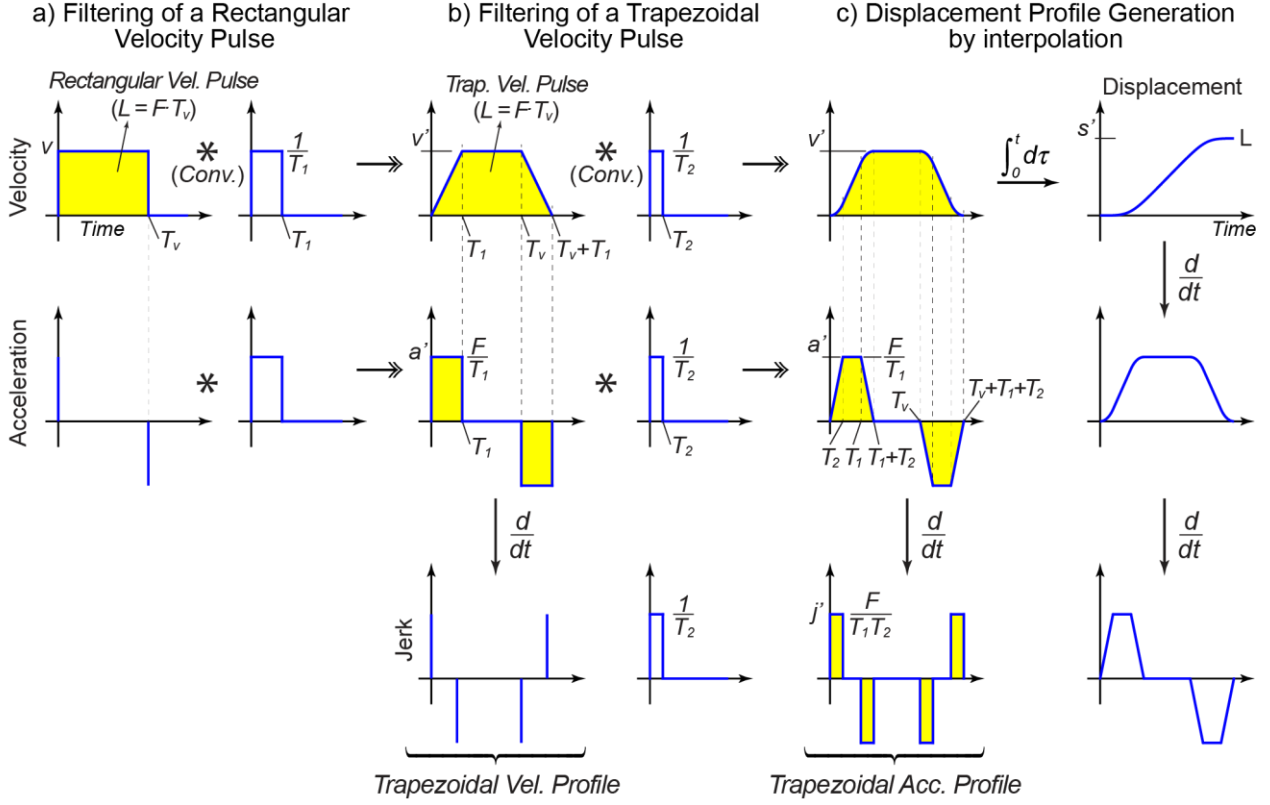 a) Filtering of a Rectangular
Velocity Pulse
b) Filtering of a Trapezoidal
Velocity Pulse
c) Displacement Profile Generation
by interpolation
Rectangular Vel. Pulse
(L = F·Tv)
Trap. Vel. Pulse
(L = F·Tv)
Displacement
Velocity
v
*
(Conv.)
1/T1
v'
*
(Conv.)
1/T2
v'
∫0t dτ
s'
L
Time
Tv
T1
T1
Tv
Tv+T1
T2
Time
d/dt
Acceleration
*
a'
F/T1
*
1/T2
a'
F/T1
Tv
Tv+T1+T2
T1
T2
T2
T1
T1+T2
d/dt
d/dt
d/dt
Jerk
1/T2
j'
F/T1T2
Trapezoidal Vel. Profile
Trapezoidal Acc. Profile